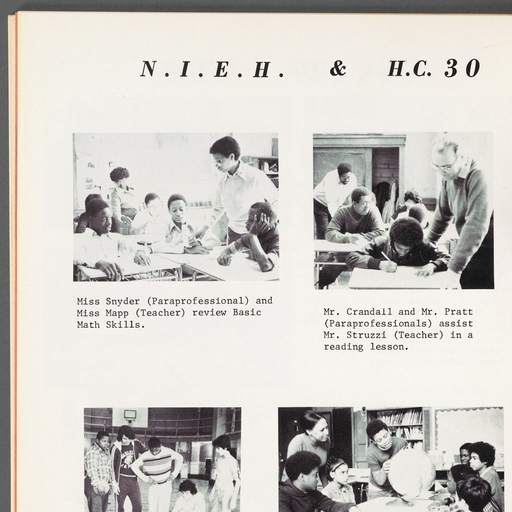 N.I.E.H. & H.C. 30
Miss Snyder (Paraprofessional) and
Miss Mapp (Teacher) review Basic
Math Skills.
Mr. Crandail and Mr. Pratt
(Paraprofessionals) assist
Mr. Struzzi (Teacher) in a
reading lesson.